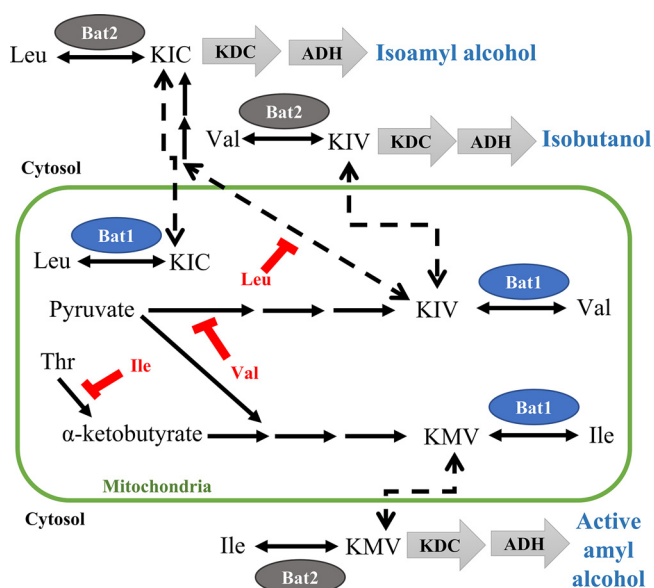 Leu Bat2 KIC KDC ADH Isoamyl alcohol
Val Bat2 KIV KDC ADH Isobutanol
Cytosol
Leu Bat1 KIC
Leu
Pyruvate KIV Bat1 Val
Thr Ile Val
α-ketobutyrate KMV Bat1 Ile
Mitochondria
Cytosol
Ile Bat2 KMV KDC ADH Active
amyl
alcohol